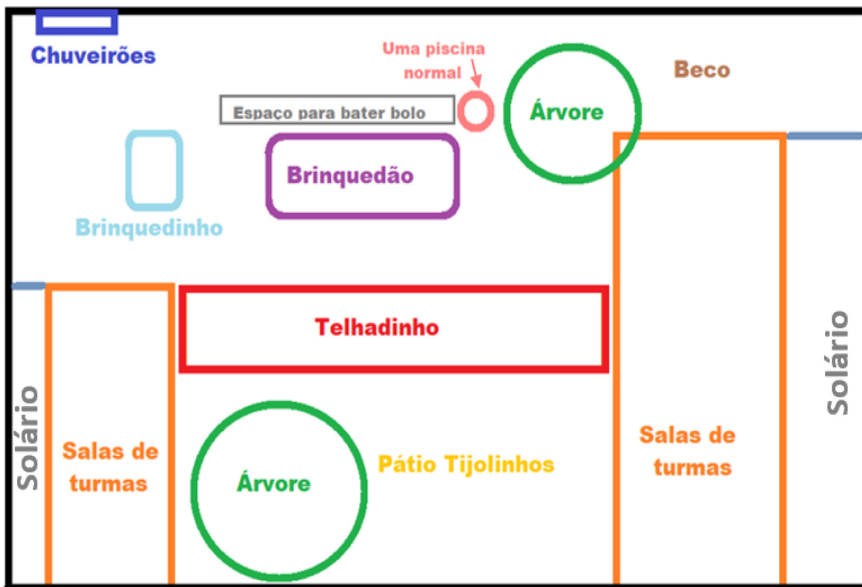 Chuveirões
Uma piscina
normal
Beco
Espaço para bater bolo
Árvore
Brinquedão
Brinquedinho
Telhadinho
Solário
Solário
Salas de
turmas
Árvore
Pátio Tijolinhos
Salas de
turmas